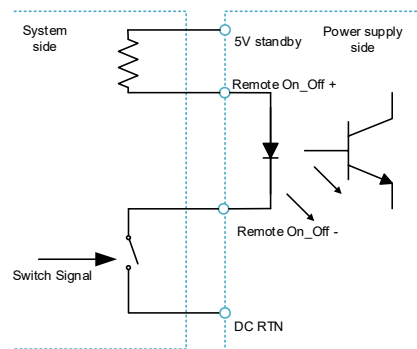 System
side
5V standby
Power supply
side
Remote On_Off +
Remote On_Off -
Switch Signal
DC RTN